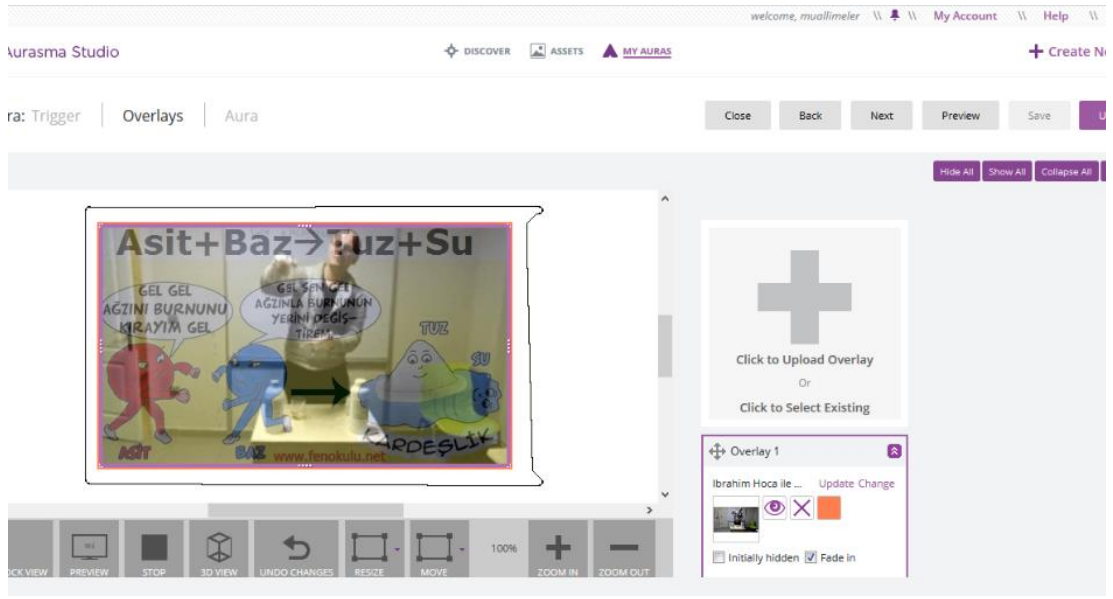 welcome, muallimeler \\ \\ My Account \\ Help \\
Aurasma Studio
DISCOVER ASSETS MY AURAS
Create
Trigger Overlays Aura
Close Back Next Preview Save
Hide All Show All Collapse All
Asit+Baz→Tuz+Su
GEL GEL
AĞZINI BURNUNU
KIRAYIM GEL
GEL SEN GEL
AĞZINLA BURNUNUN
YERİNİ DEĞİŞ-
TİREM
TUZ
SU
ASİT
BAZ
KARDEŞLİK
www.fenokulu.net
Click to Upload Overlay
Or
Click to Select Existing
Overlay 1
Ibrahim Hoca ile ... Update Change
Initially hidden Fade in
VIEW PREVIEW STOP 3D VIEW UNDO CHANGES RESIZE MOVE 100% ZOOM IN ZOOM OUT